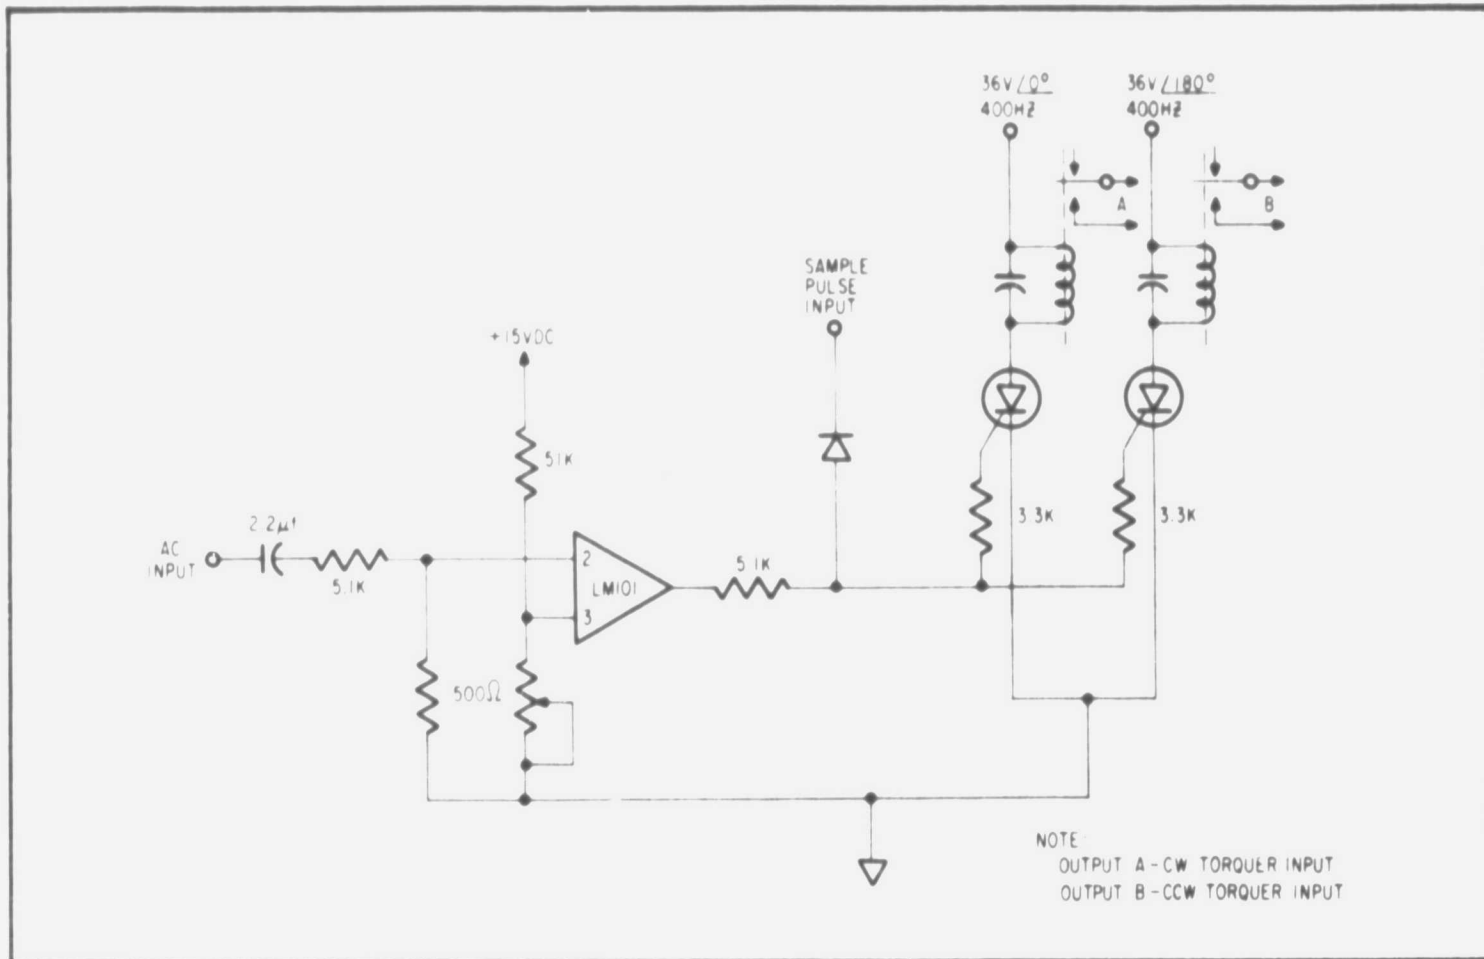 36V/0°
400HZ
36V/180°
400HZ
A
B
SAMPLE
PULSE
INPUT
+15VDC
51K
2.2µf
AC
INPUT
5.1K
2
LM101
3
5.1K
3.3K
3.3K
500Ω
NOTE
OUTPUT A-CW TORQUER INPUT
OUTPUT B-CCW TORQUER INPUT